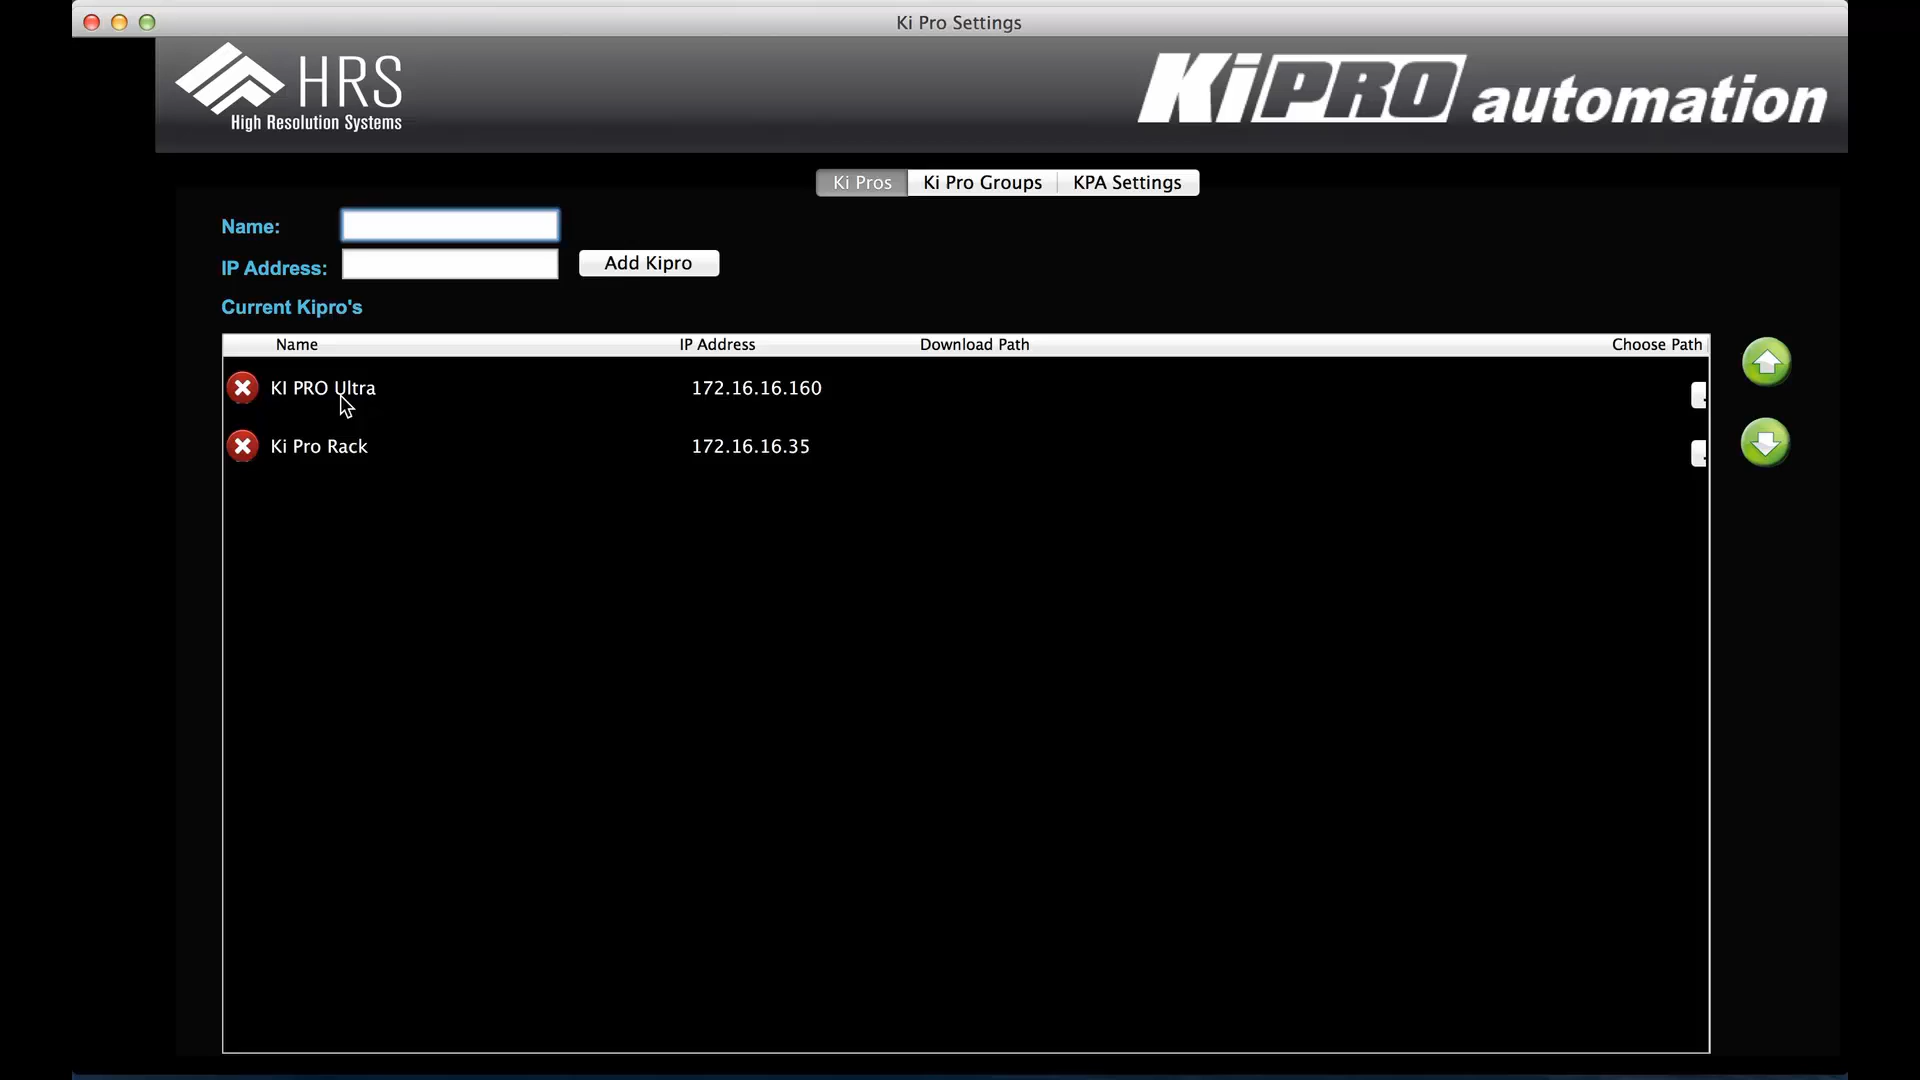 Ki Pro Settings
HRS
High Resolution Systems
KiPRO automation
Ki Pros
Ki Pro Groups
KPA Settings
Name:
IP Address:
Add Kipro
Current Kipro's
Name
IP Address
Download Path
Choose Path
KI PRO Ultra
172.16.16.160
Ki Pro Rack
172.16.16.35